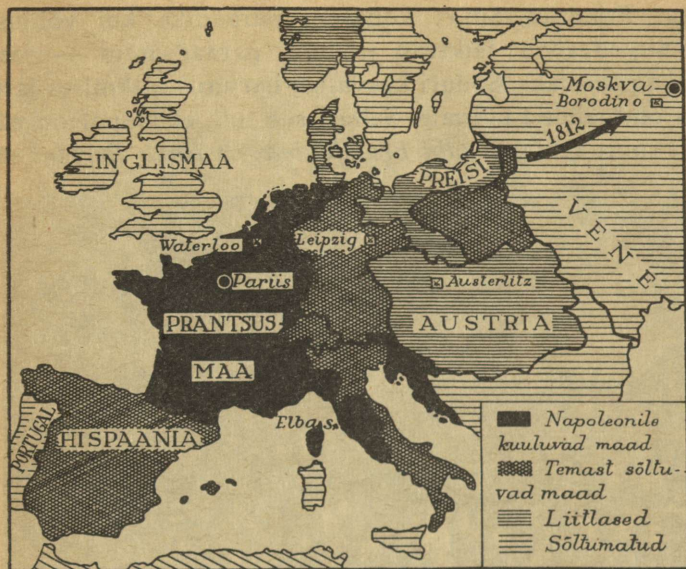 Moskva
Borodino
1812
INGLISMAA
PREISI
VENE
Waterloo
Leipzig
Pariis
Austerlitz
PRANTSUS-
MAA
AUSTRIA
PORTUGAL
HISPAANIA
Elba s.
Napoleonile
kuuluvad maad
Temast sõltu-
vad maad
Liitlased
Sõltumatud